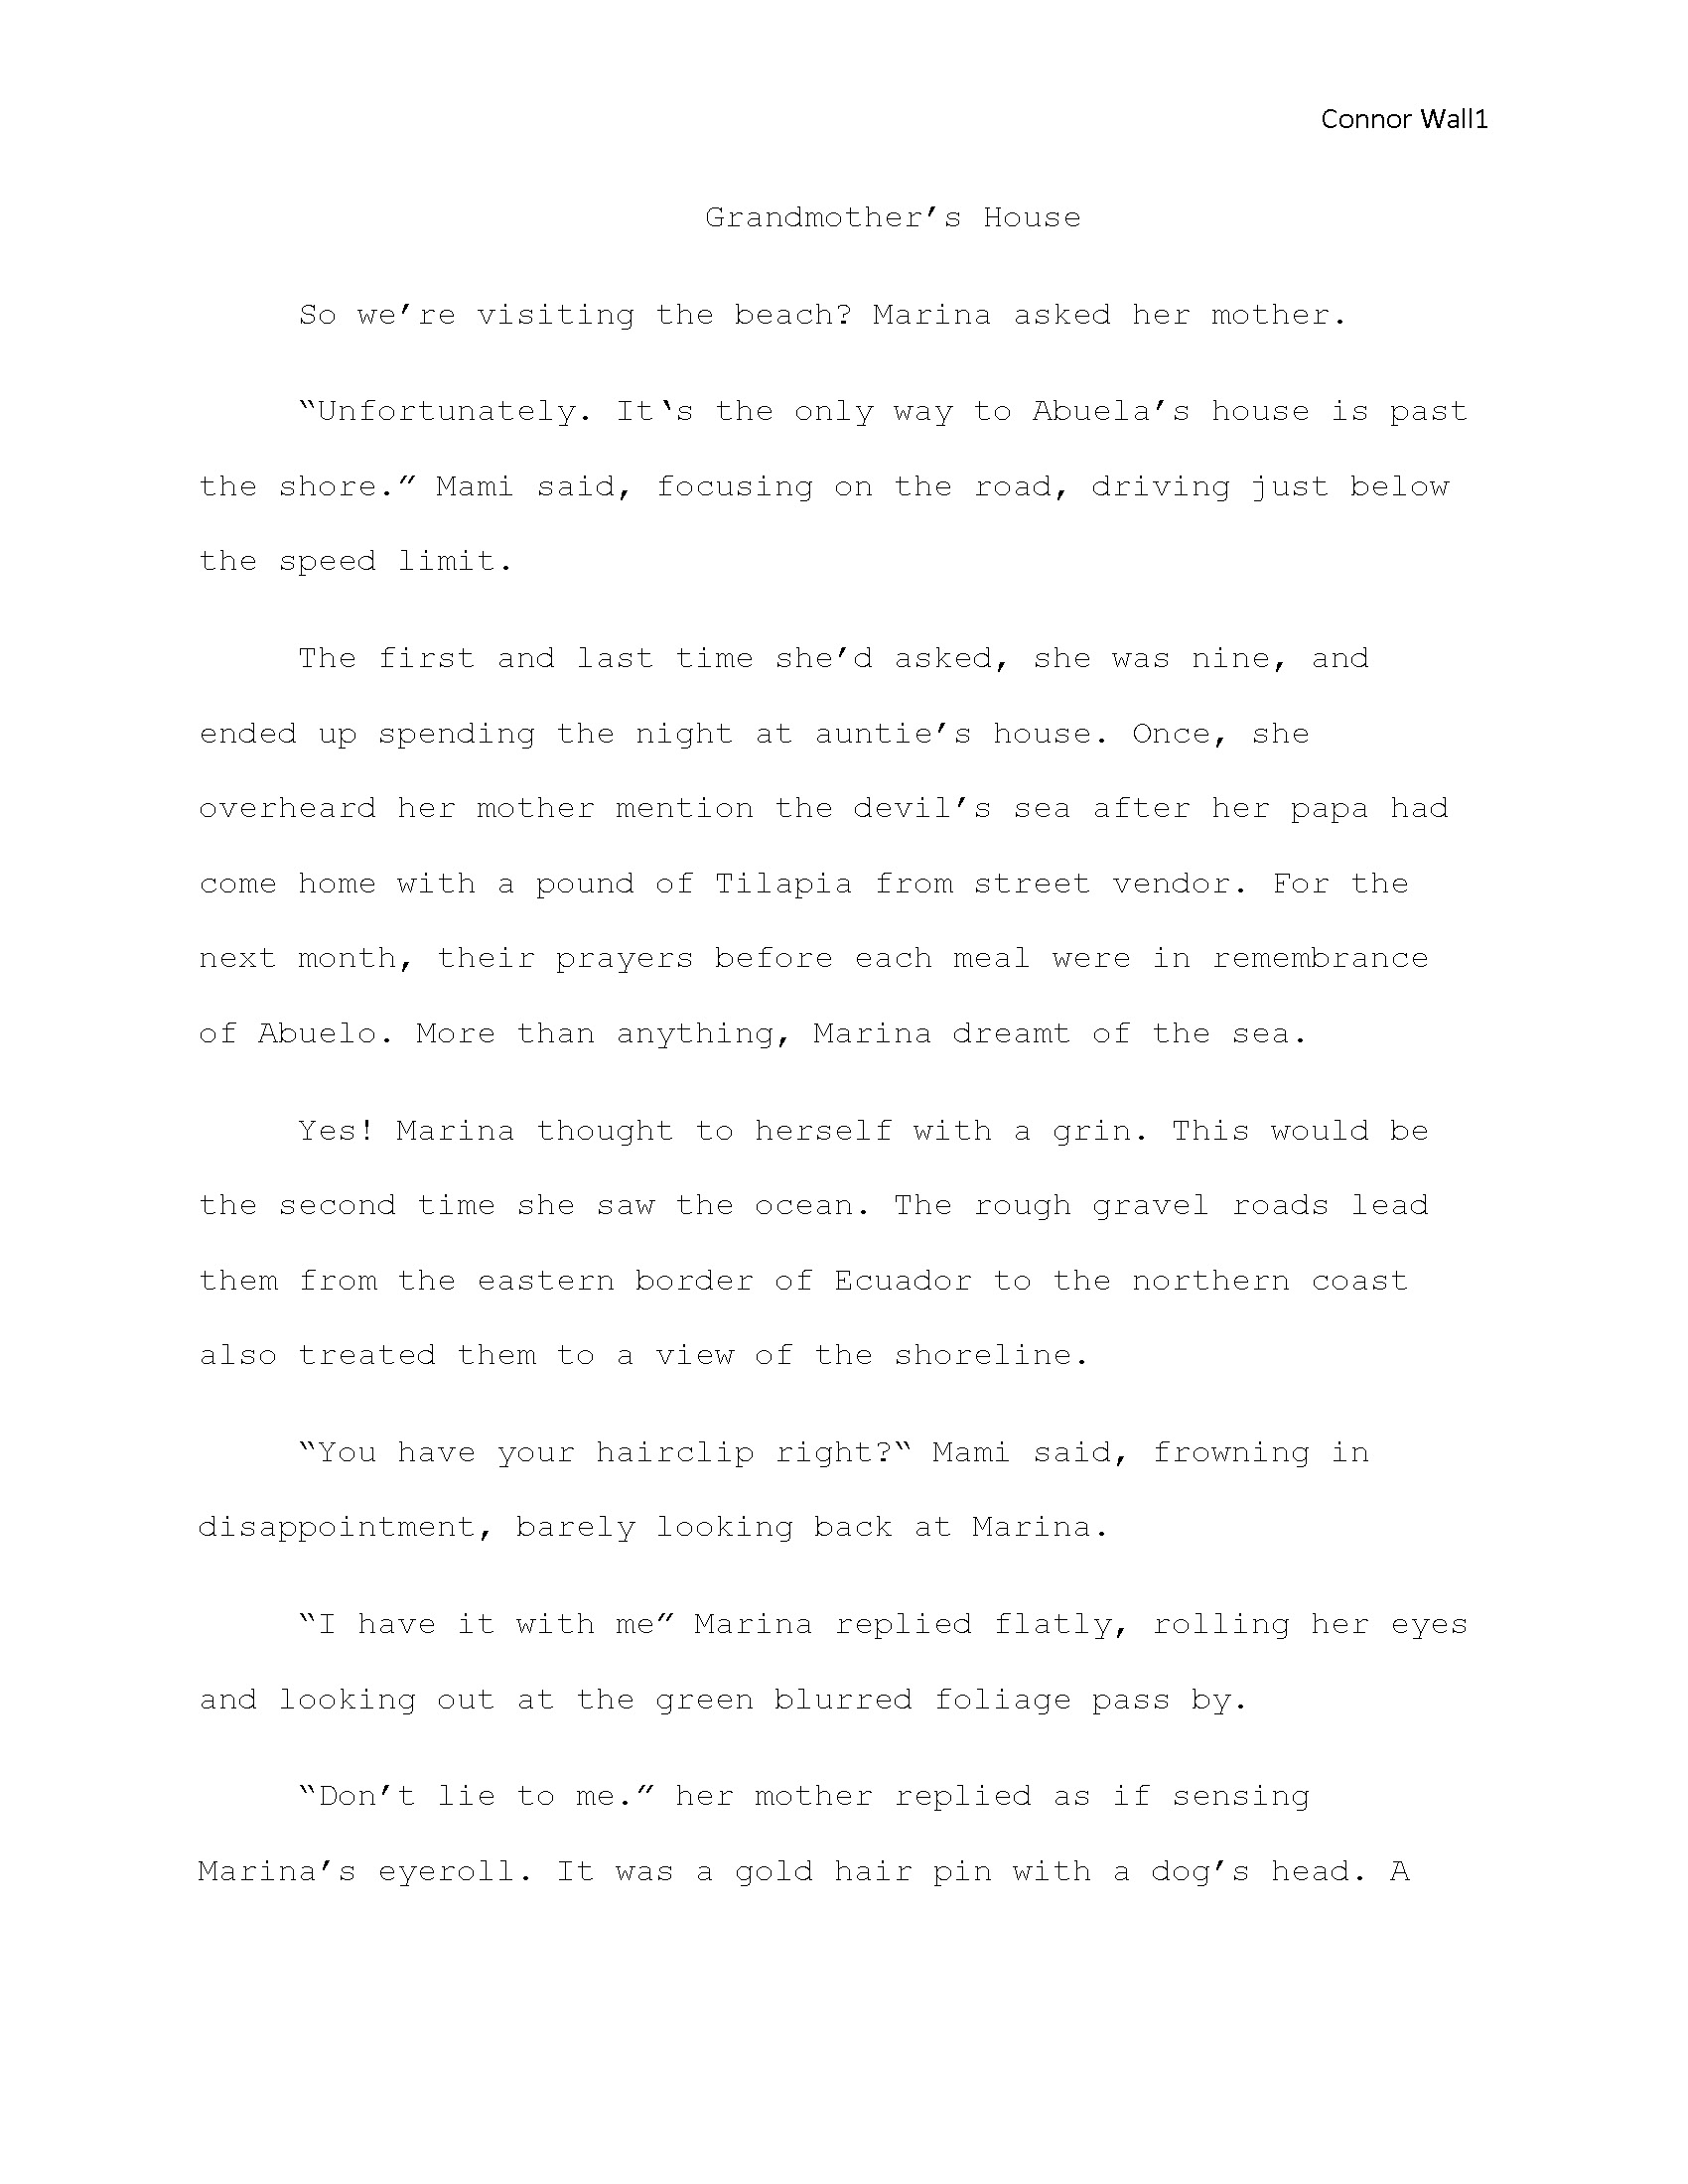 Connor Wall1
Grandmother’s House
So we’re visiting the beach? Marina asked her mother.
“Unfortunately. It‘s the only way to Abuela’s house is past
the shore.” Mami said, focusing on the road, driving just below
the speed limit.
The first and last time she’d asked, she was nine, and
ended up spending the night at auntie’s house. Once, she
overheard her mother mention the devil’s sea after her papa had
come home with a pound of Tilapia from street vendor. For the
next month, their prayers before each meal were in remembrance
of Abuelo. More than anything, Marina dreamt of the sea.
Yes! Marina thought to herself with a grin. This would be
the second time she saw the ocean. The rough gravel roads lead
them from the eastern border of Ecuador to the northern coast
also treated them to a view of the shoreline.
“You have your hairclip right?“ Mami said, frowning in
disappointment, barely looking back at Marina.
“I have it with me” Marina replied flatly, rolling her eyes
and looking out at the green blurred foliage pass by.
“Don’t lie to me.” her mother replied as if sensing
Marina’s eyeroll. It was a gold hair pin with a dog’s head. A